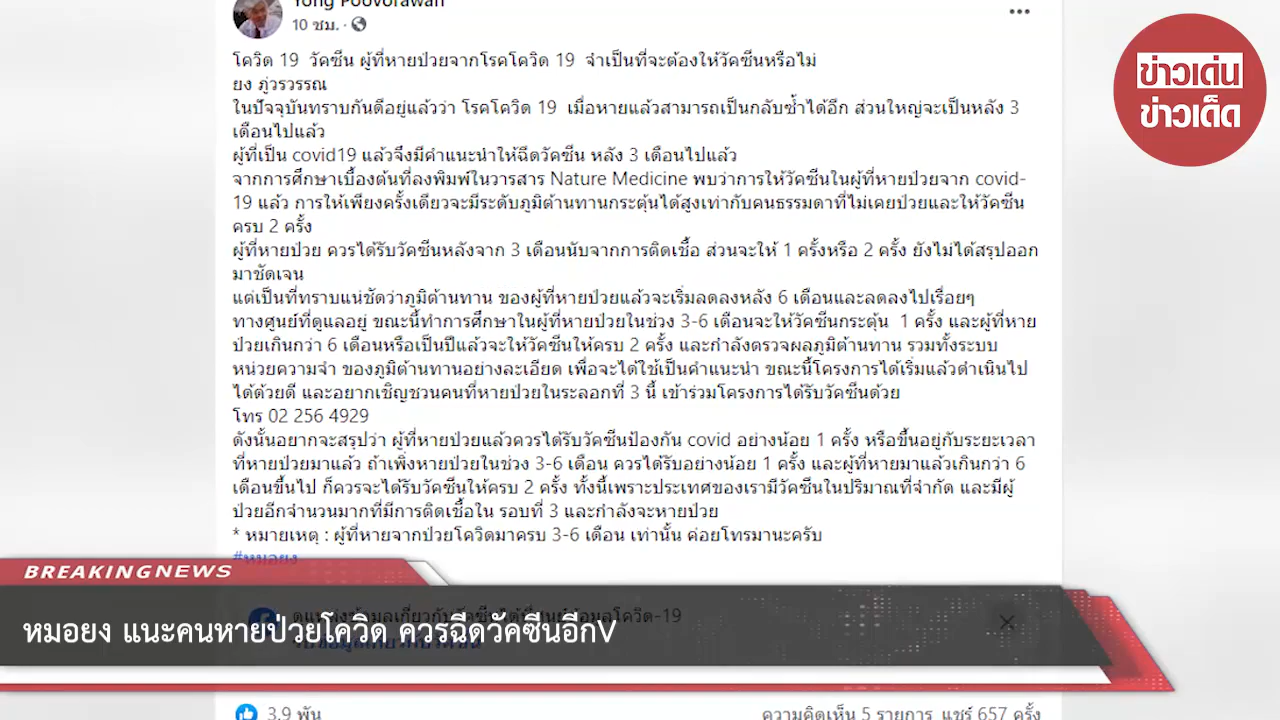 Yong Poovorawan
10 ชม.
ข่าวเด่น
ข่าวเด็ด
โควิด 19 วัคซีน ผู้ที่หายป่วยจากโรคโควิด 19 จำเป็นที่จะต้องให้วัคซีนหรือไม่
ยง ภู่วรวรรณ
ในปัจจุบันทราบกันดีอยู่แล้วว่า โรคโควิด 19 เมื่อหายแล้วสามารถเป็นกลับซ้ำได้อีก ส่วนใหญ่จะเป็นหลัง 3
เดือนไปแล้ว
ผู้ที่เป็น covid19 แล้วจึงมีคำแนะนำให้ฉีดวัคซีน หลัง 3 เดือนไปแล้ว
จากการศึกษาเบื้องต้นที่ลงพิมพ์ในวารสาร Nature Medicine พบว่าการให้วัคซีนในผู้ที่หายป่วยจาก covid-
19 แล้ว การให้เพียงครั้งเดียวจะมีระดับภูมิต้านทานกระตุ้นได้สูงเท่ากับคนธรรมดาที่ไม่เคยป่วยและให้วัคซีน
ครบ 2 ครั้ง
ผู้ที่หายป่วย ควรได้รับวัคซีนหลังจาก 3 เดือนนับจากการติดเชื้อ ส่วนจะให้ 1 ครั้งหรือ 2 ครั้ง ยังไม่ได้สรุปออก
มาชัดเจน
แต่เป็นที่ทราบแน่ชัดว่าภูมิต้านทาน ของผู้ที่หายป่วยแล้วจะเริ่มลดลงหลัง 6 เดือนและลดลงไปเรื่อยๆ
ทางศูนย์ที่ดูแลอยู่ ขณะนี้ทำการศึกษาในผู้ที่หายป่วยในช่วง 3-6 เดือนจะให้วัคซีนกระตุ้น 1 ครั้ง และผู้ที่หาย
ป่วยเกินกว่า 6 เดือนหรือเป็นปีแล้วจะให้วัคซีนให้ครบ 2 ครั้ง และกำลังตรวจผลภูมิต้านทาน รวมทั้งระบบ
หน่วยความจำ ของภูมิต้านทานอย่างละเอียด เพื่อจะได้ใช้เป็นคำแนะนำ ขณะนี้โครงการได้เริ่มแล้วดำเนินไป
ได้ด้วยดี และอยากเชิญชวนคนที่หายป่วยในระลอกที่ 3 นี้ เข้าร่วมโครงการได้รับวัคซีนด้วย
โทร 02 256 4929
ดังนั้นอยากจะสรุปว่า ผู้ที่หายป่วยแล้วควรได้รับวัคซีนป้องกัน covid อย่างน้อย 1 ครั้ง หรือขึ้นอยู่กับระยะเวลา
ที่หายป่วยมาแล้ว ถ้าเพิ่งหายป่วยในช่วง 3-6 เดือน ควรได้รับอย่างน้อย 1 ครั้ง และผู้ที่หายมาแล้วเกินกว่า 6
เดือนขึ้นไป ก็ควรจะได้รับวัคซีนให้ครบ 2 ครั้ง ทั้งนี้เพราะประเทศของเรามีวัคซีนในปริมาณที่จำกัด และมีผู้
ป่วยอีกจำนวนมากที่มีการติดเชื้อใน รอบที่ 3 และกำลังจะหายป่วย
* หมายเหตุ : ผู้ที่หายจากป่วยโควิดมาครบ 3-6 เดือน เท่านั้น ค่อยโทรมานะครับ
#หมอยง
BREAKING NEWS
หมอยง แนะคนหายป่วยโควิด ควรฉีดวัคซีนอีกV
3.9 พัน
ความคิดเห็น 5 รายการ แชร์ 657 ครั้ง